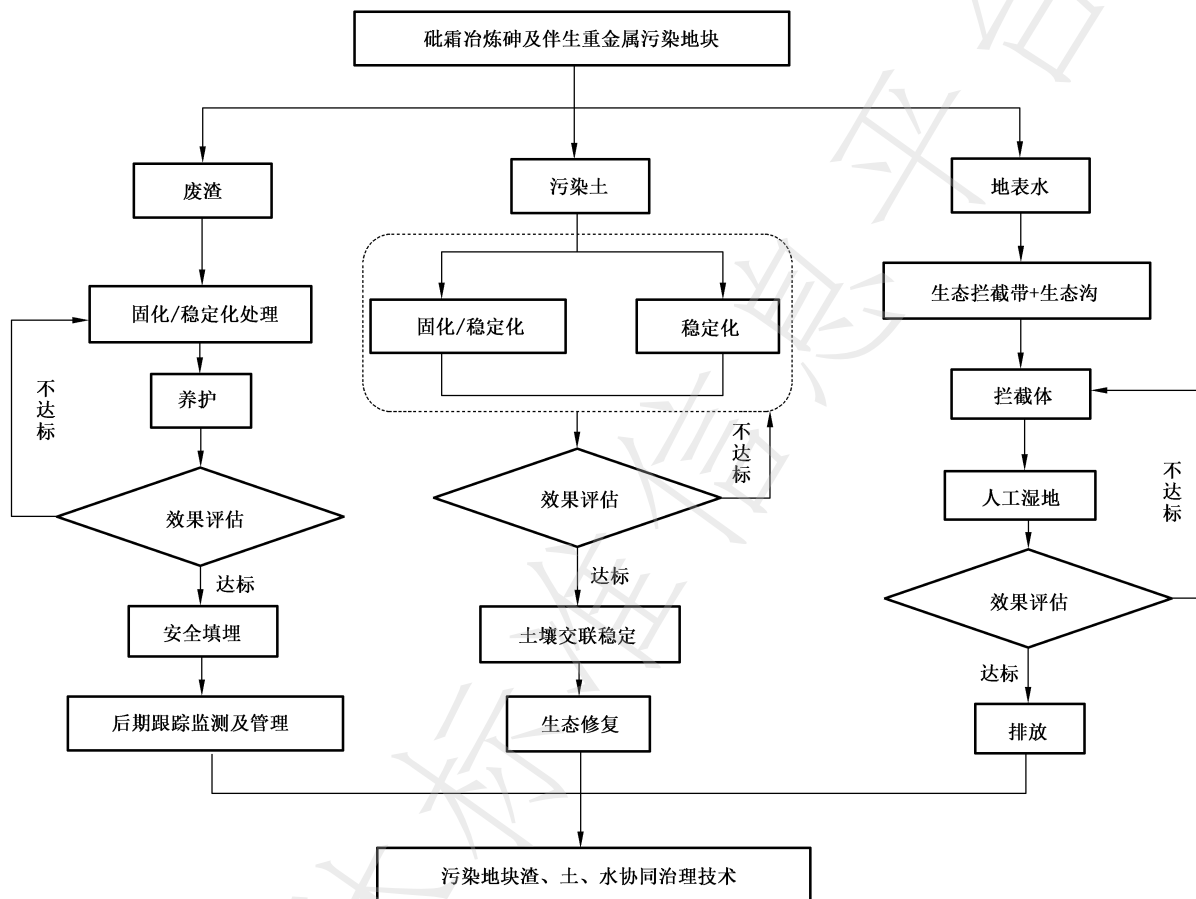 砒霜冶炼砷及伴生重金属污染地块
废渣
污染土
地表水
固化/稳定化处理
固化/稳定化
稳定化
生态拦截带+生态沟
不达标
养护
拦截体
不达标
效果评估
效果评估
人工湿地
不达标
达标
达标
效果评估
安全填埋
土壤交联稳定
达标
后期跟踪监测及管理
生态修复
排放
污染地块渣、土、水协同治理技术
标准信息平台